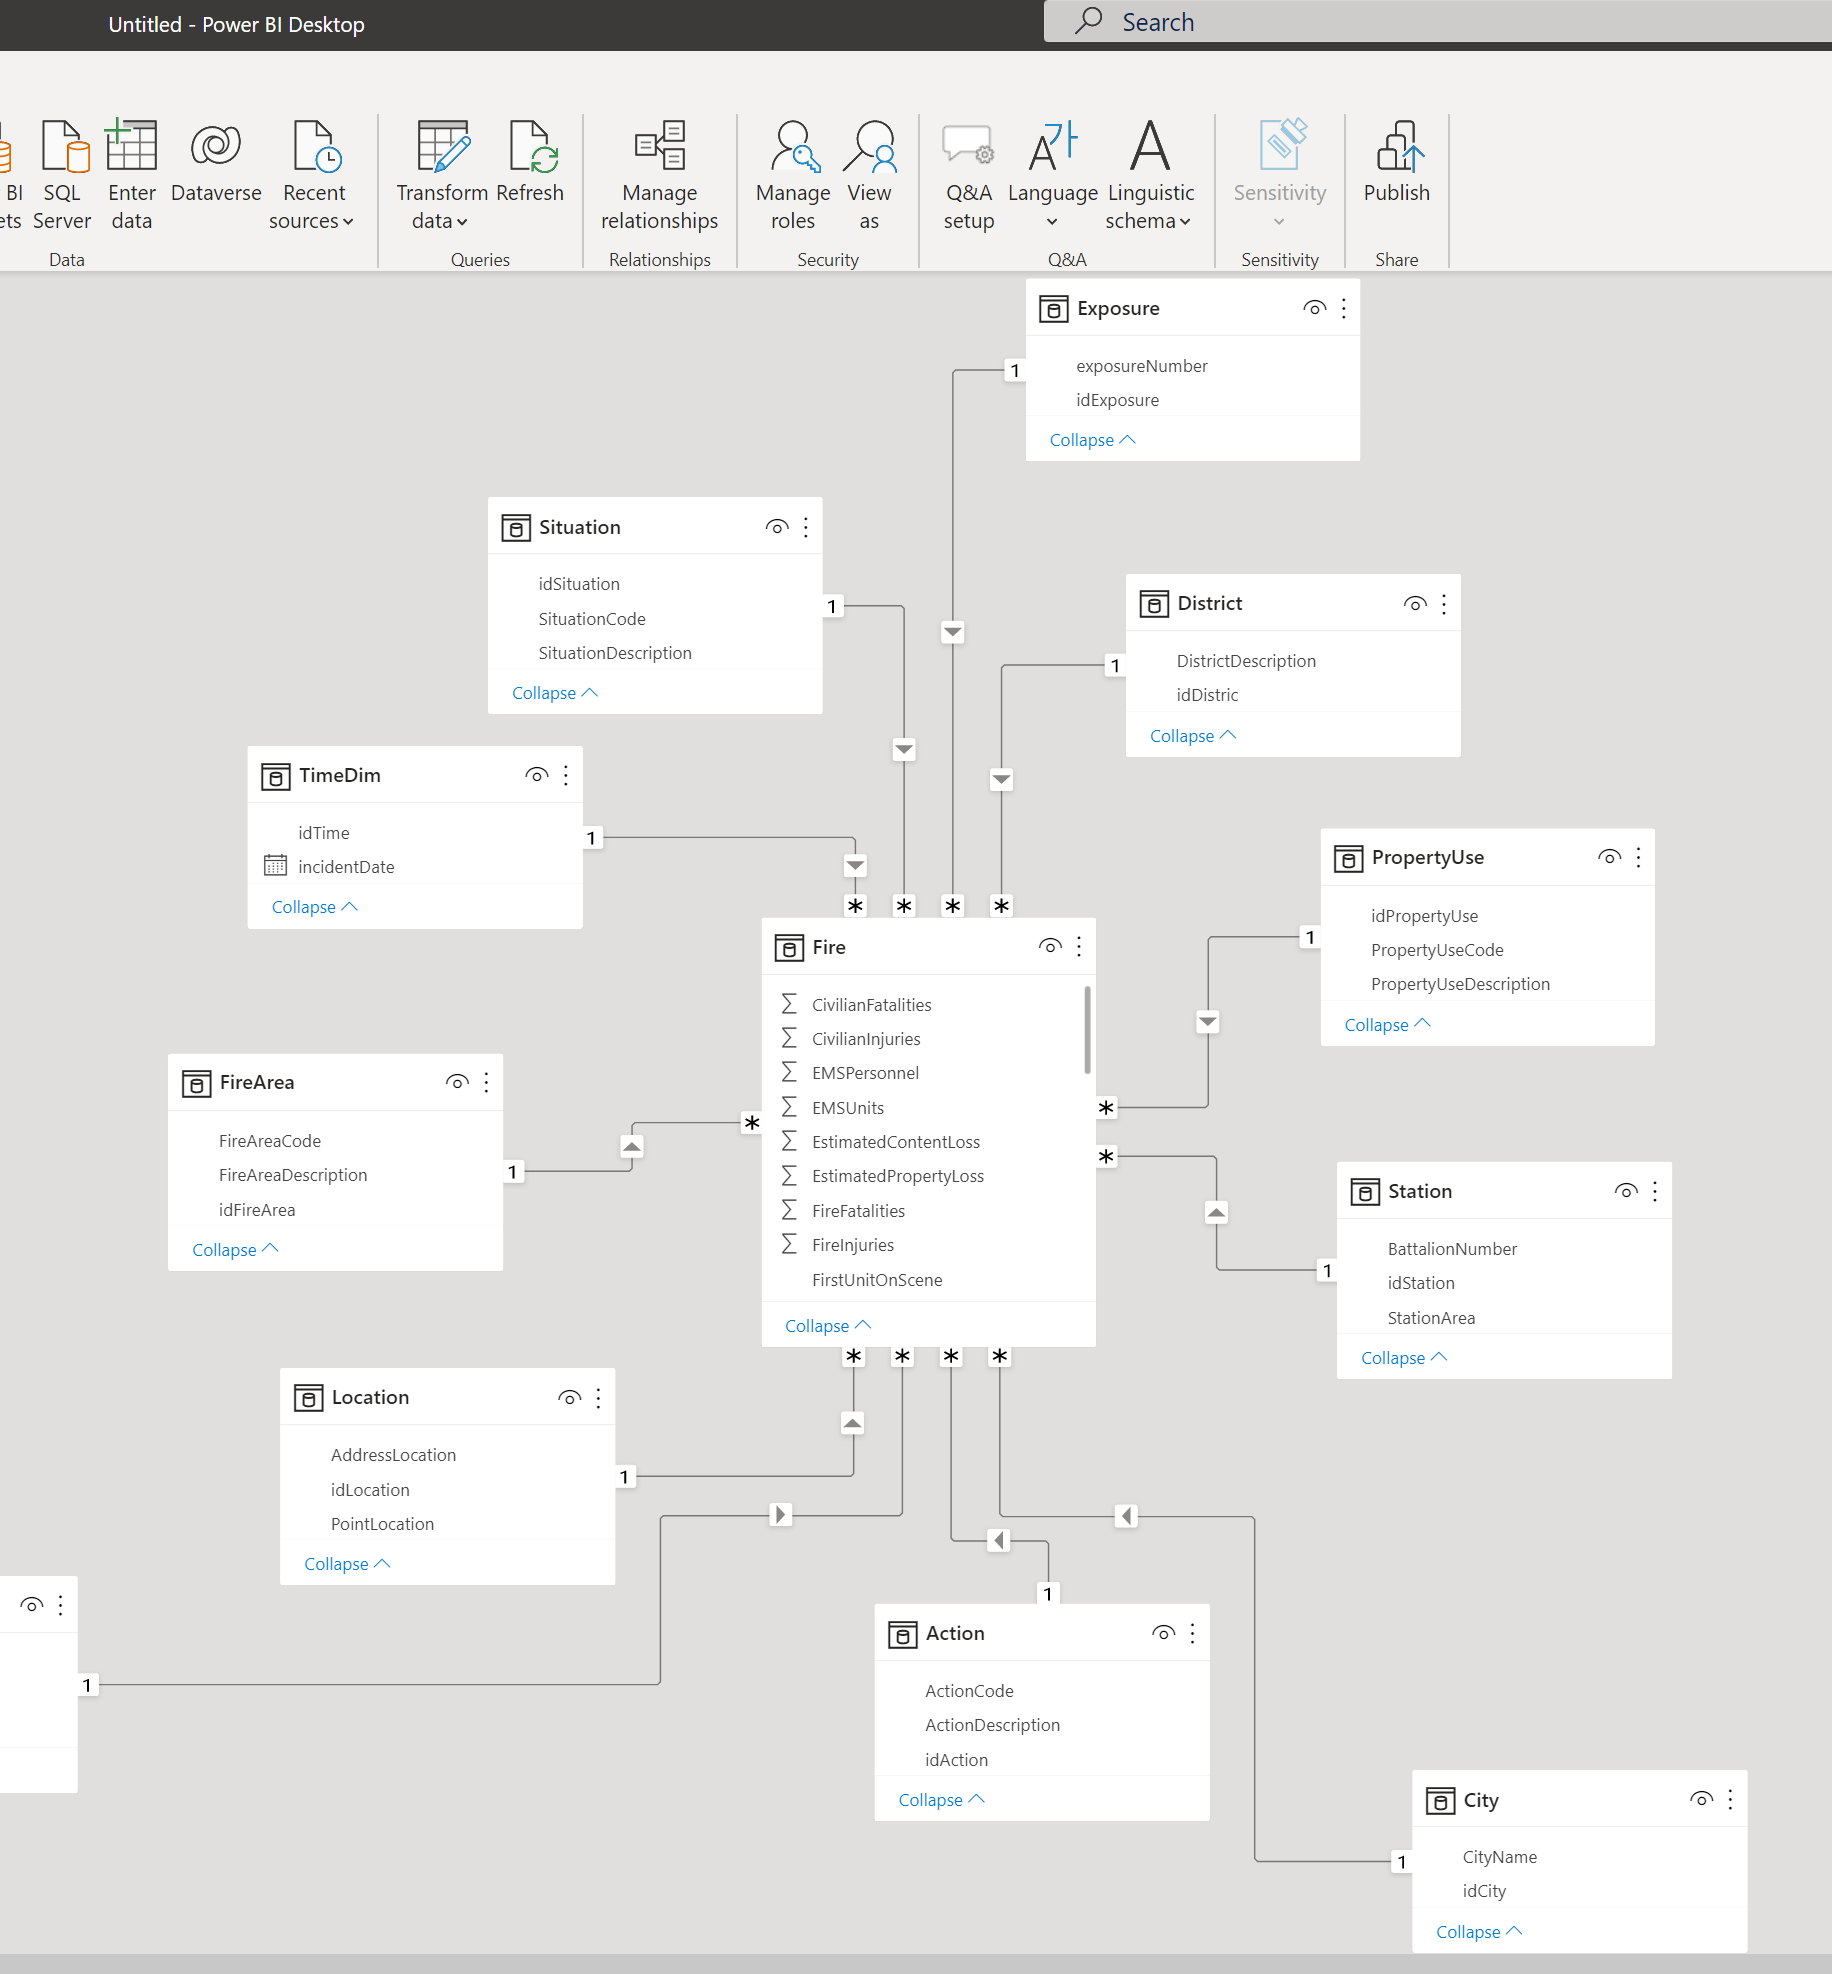 Untitled - Power BI Desktop
Search
BI
ets
SQL
Server
Enter
data
Dataverse
Recent
sources
Data
Transform
data
Refresh
Queries
Manage
relationships
Relationships
Manage
roles
View
as
Security
Q&A
setup
가
A
Language
A
Linguistic
schema
Q&A
Sensitivity
Sensitivity
Publish
Share
Exposure
exposureNumber
idExposure
Collapse
1
Situation
idSituation
SituationCode
SituationDescription
Collapse
1
District
DistrictDescription
idDistric
Collapse
1
TimeDim
idTime
incidentDate
Collapse
1
PropertyUse
idPropertyUse
PropertyUseCode
PropertyUseDescription
Collapse
1
* * * *
Fire
Σ CivilianFatalities
Σ CivilianInjuries
Σ EMSPersonnel
Σ EMSUnits
Σ EstimatedContentLoss
Σ EstimatedPropertyLoss
Σ FireFatalities
Σ FireInjuries
FirstUnitOnScene
Collapse
*
*
*
* * * *
FireArea
FireAreaCode
FireAreaDescription
idFireArea
Collapse
1
Station
BattalionNumber
idStation
StationArea
Collapse
1
Location
AddressLocation
idLocation
PointLocation
Collapse
1
1
1
Action
ActionCode
ActionDescription
idAction
Collapse
City
CityName
idCity
Collapse
1